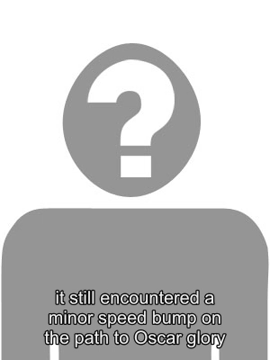 it still encountered a
minor speed bump on
the path to Oscar glory